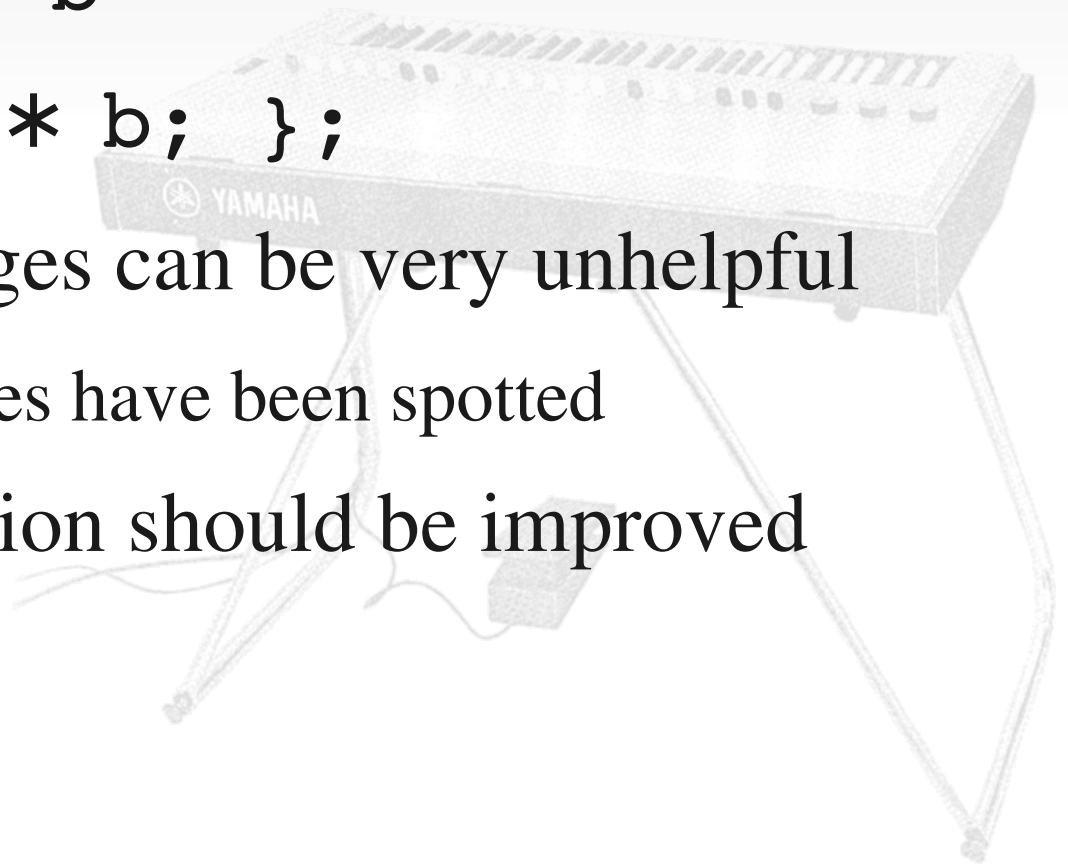 * b; };
YAMAHA
ges can be very unhelpful
es have been spotted
ion should be improved